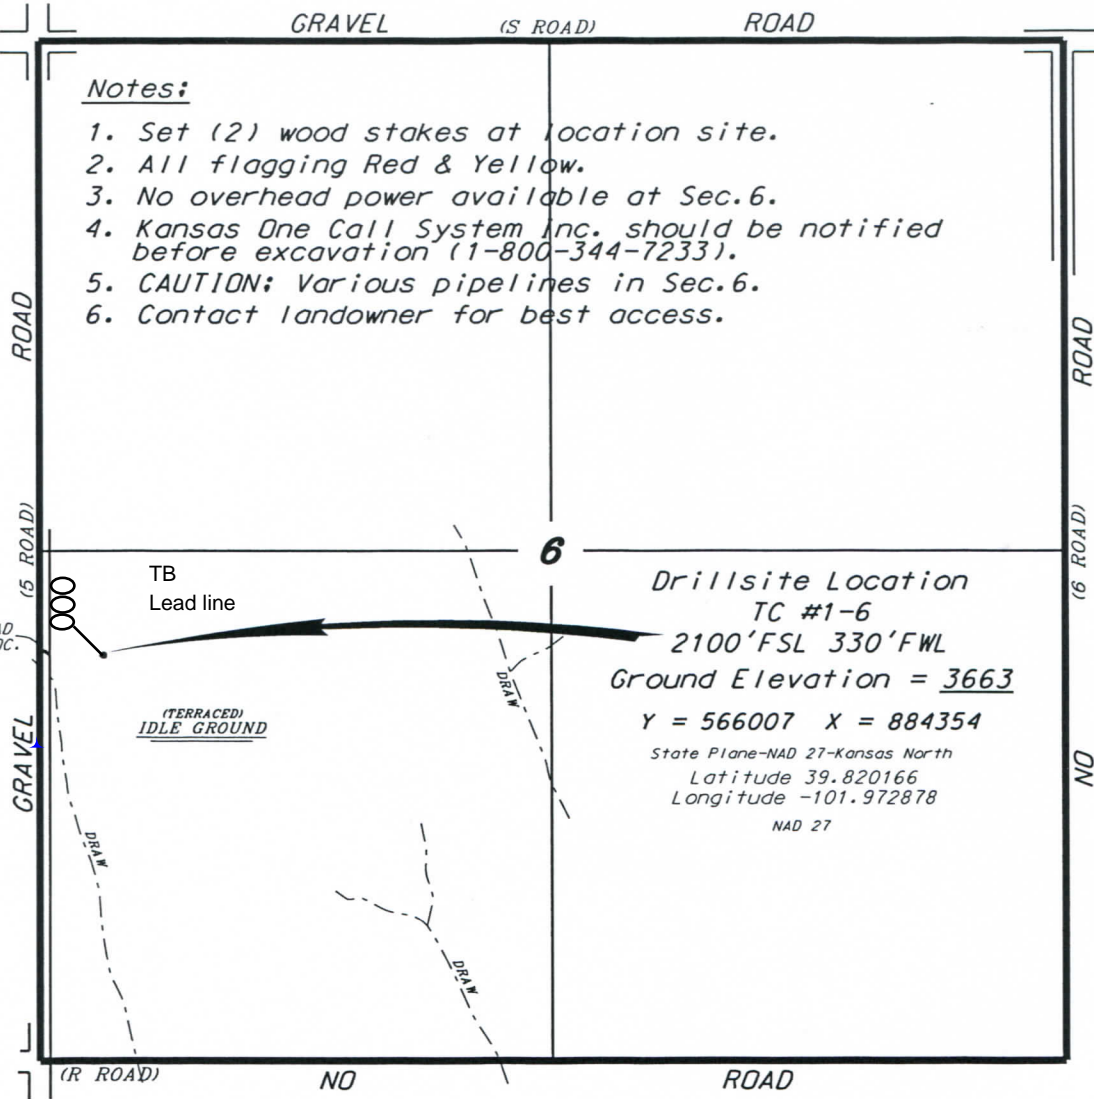 GRAVEL (S ROAD) ROAD
Notes:
1. Set (2) wood stakes at location site.
2. All flagging Red & Yellow.
3. No overhead power available at Sec.6.
4. Kansas One Call System Inc. should be notified
before excavation (1-800-344-7233).
5. CAUTION: Various pipelines in Sec.6.
6. Contact landowner for best access.
ROAD
ROAD
(5 ROAD)
(6 ROAD)
6
TB
Lead line
Drillsite Location
TC #1-6
2100'FSL 330'FWL
Ground Elevation = 3663
Y = 566007 X = 884354
State Plane-NAD 27-Kansas North
Latitude 39.820166
Longitude -101.972878
NAD 27
DRAW
(TERRACED)
IDLE GROUND
GRAVEL
NO
DRAW
DRAW
(R ROAD) NO ROAD